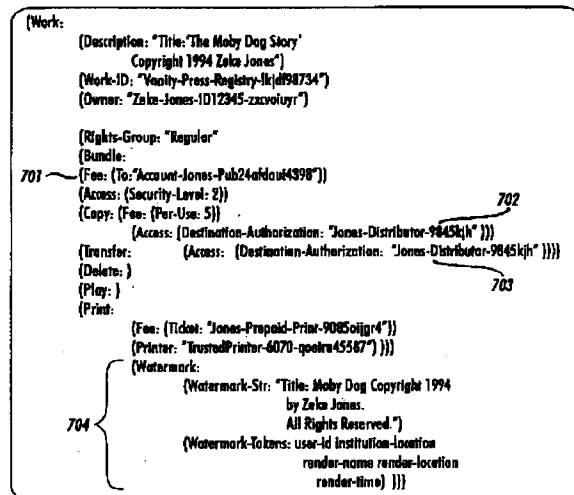 (Work:
(Description: "Title:'The Moby Dog Story'
Copyright 1994 Zeke Jones")
(Work-ID: "Vanity-Press-Registry-lkjdf98734")
(Owner: "Zeke-Jones-ID12345-zxcvoiuyr")
(Rights-Group: "Regular"
(Bundle:
701 (Fee: (To:"Account-Jones-Pub24afdauf4398"))
(Access: (Security-Level: 2))
(Copy: (Fee: (Per-Use: 5)) 702
(Access: (Destination-Authorization: "Jones-Distributor-9845kjh" )))
(Transfer: (Access: (Destination-Authorization: "Jones-Distributor-9845kjh" ))))
(Delete: ) 703
(Play: )
(Print:
(Fee: (Ticket: "Jones-Prepaid-Print-9085oijgr4"))
(Printer: "TrustedPrinter-6070-qoeiru45587") )))
(Watermark:
(Watermark-Str: "Title: Moby Dog Copyright 1994
704 by Zeke Jones.
All Rights Reserved.")
(Watermark-Tokens: user-id institution-location
render-name render-location
render-time) )))